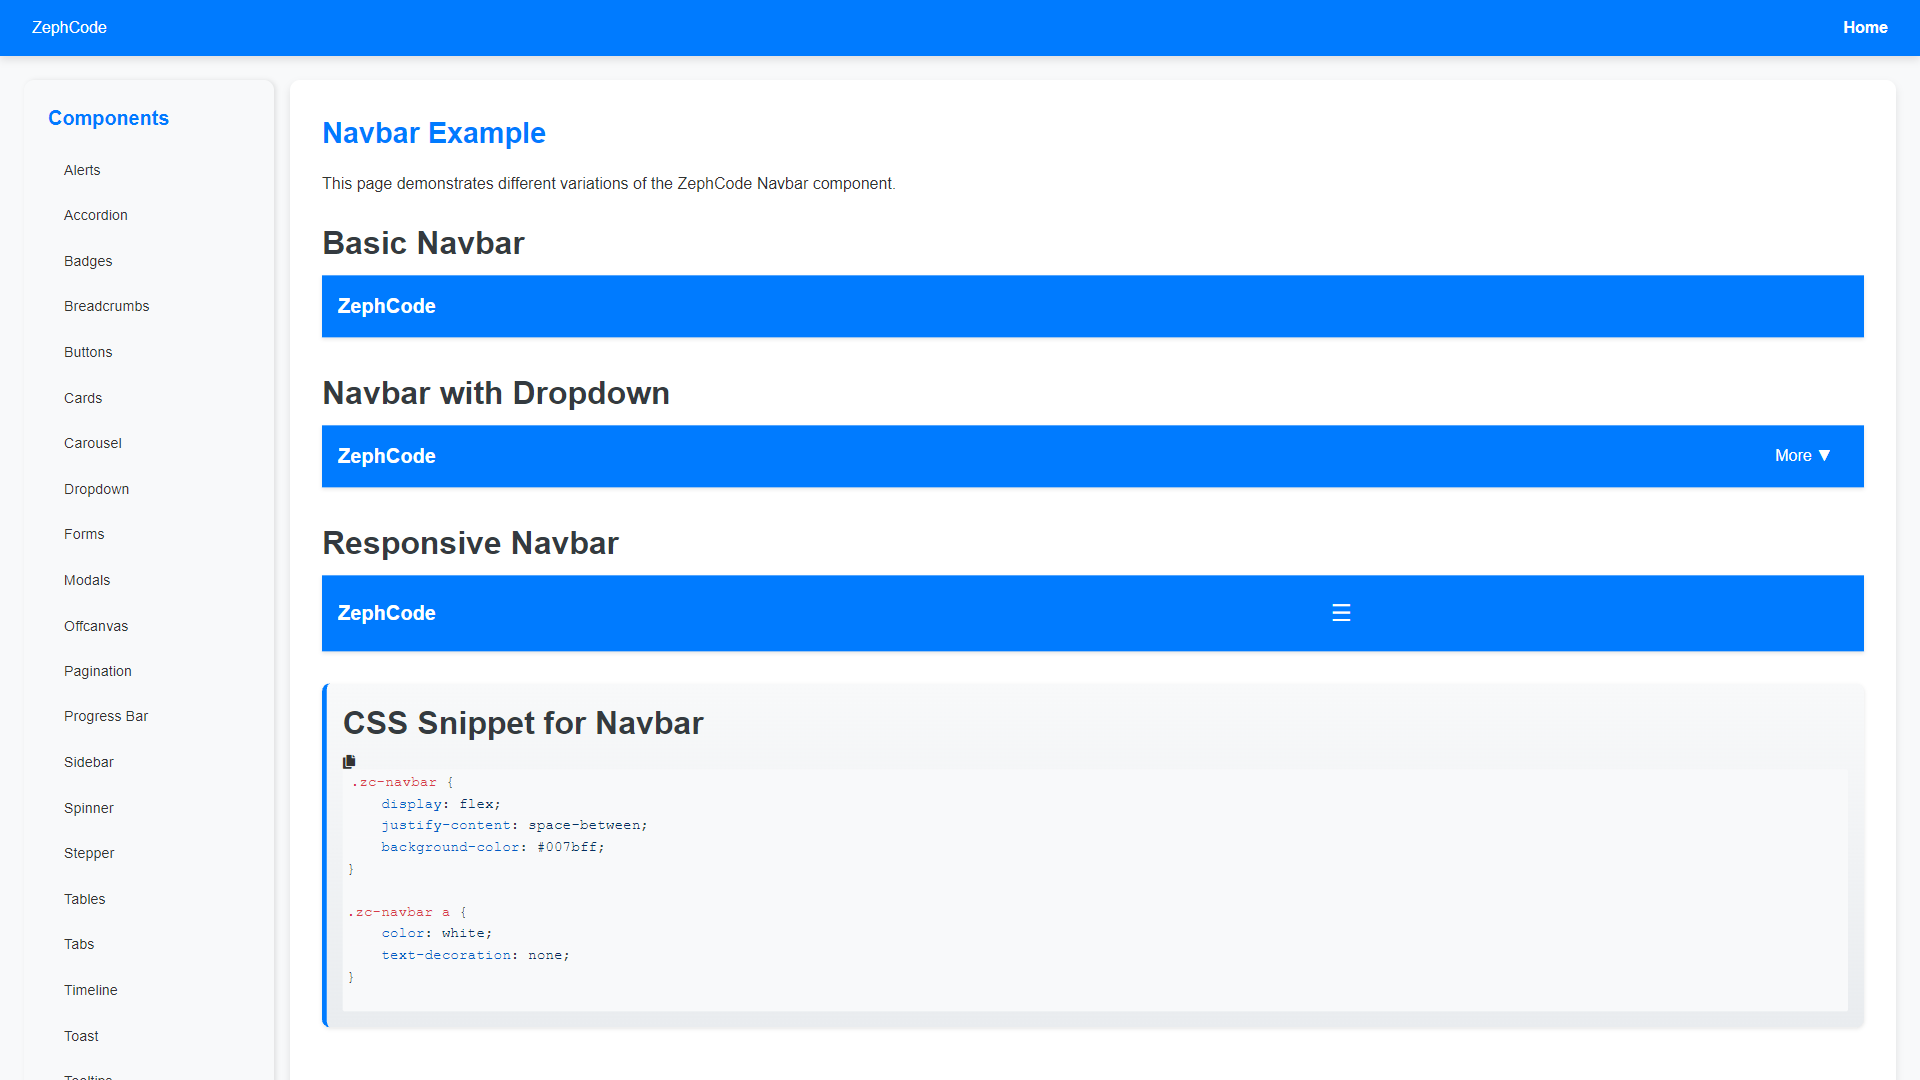 ZephCode
Home
Components
Alerts
Accordion
Badges
Breadcrumbs
Buttons
Cards
Carousel
Dropdown
Forms
Modals
Offcanvas
Pagination
Progress Bar
Sidebar
Spinner
Stepper
Tables
Tabs
Timeline
Toast
Navbar Example
This page demonstrates different variations of the ZephCode Navbar component.
Basic Navbar
ZephCode
Navbar with Dropdown
ZephCode
More ▼
Responsive Navbar
ZephCode
☰
CSS Snippet for Navbar
.zc-navbar {
    display: flex;
    justify-content: space-between;
    background-color: #007bff;
}
.zc-navbar a {
    color: white;
    text-decoration: none;
}